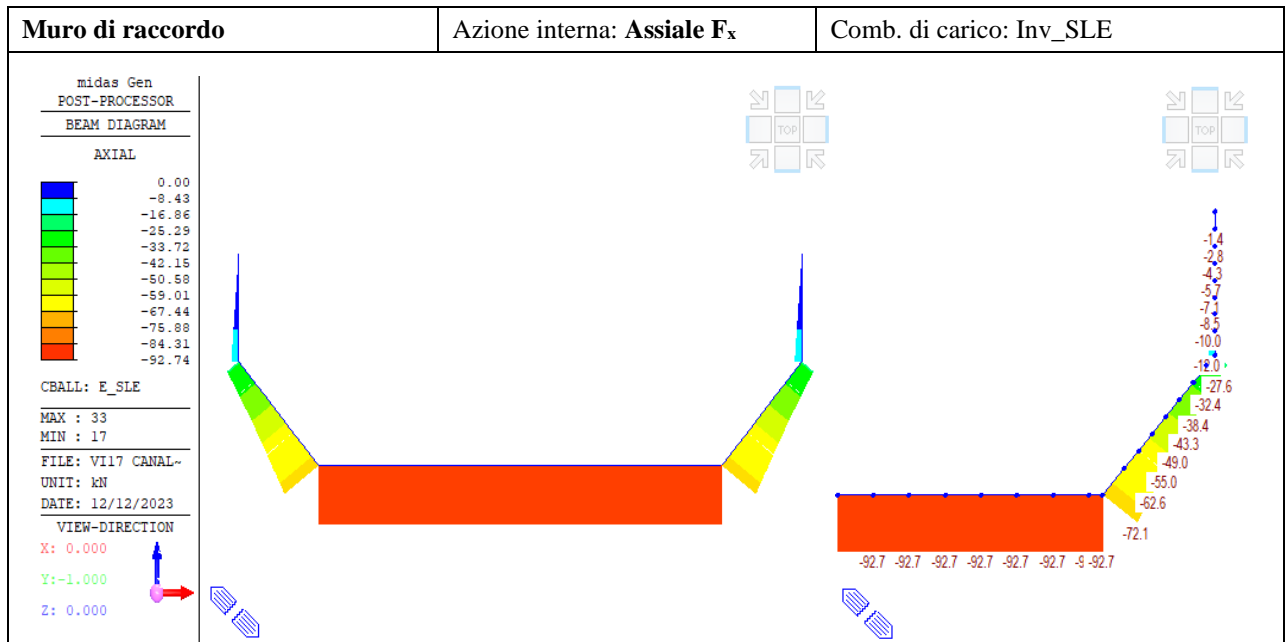 Muro di raccordo
Azione interna: Assiale Fx
Comb. di carico: Inv_SLE
midas Gen
POST-PROCESSOR
BEAM DIAGRAM
AXIAL
0.00
-8.43
-16.86
-25.29
-33.72
-42.15
-50.58
-59.01
-67.44
-75.88
-84.31
-92.74
CBALL: E_SLE
MAX : 33
MIN : 17
FILE: VI17 CANAL~
UNIT: kN
DATE: 12/12/2023
VIEW-DIRECTION
X: 0.000
Y:-1.000
Z: 0.000
TOP
TOP
-1.4
-2.8
-4.3
-5.7
-7.1
-8.5
-10.0
-12.0
-27.6
-32.4
-38.4
-43.3
-49.0
-55.0
-62.6
-72.1
-92.7 -92.7 -92.7 -92.7 -92.7 -92.7 -9 -92.7